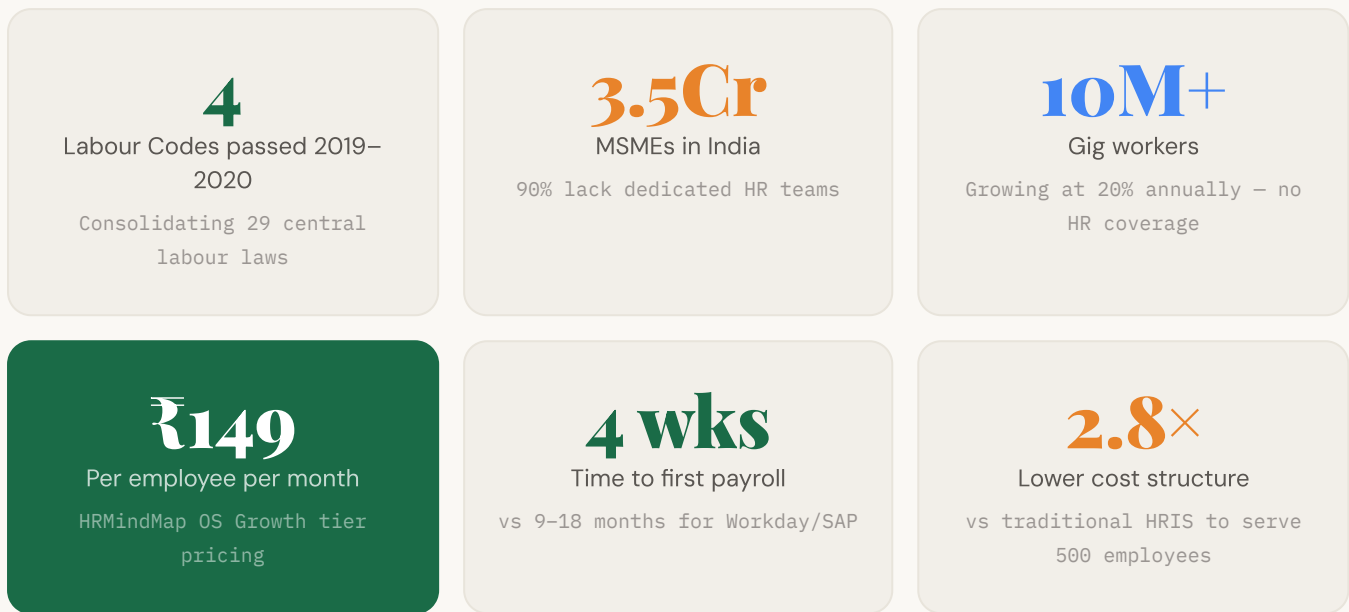 4
Labour Codes passed 2019–
2020
Consolidating 29 central
labour laws
3.5Cr
MSMEs in India
90% lack dedicated HR teams
10M+
Gig workers
Growing at 20% annually — no
HR coverage
₹149
Per employee per month
HRMindMap OS Growth tier
pricing
4 wks
Time to first payroll
vs 9–18 months for Workday/SAP
2.8×
Lower cost structure
vs traditional HRIS to serve
500 employees